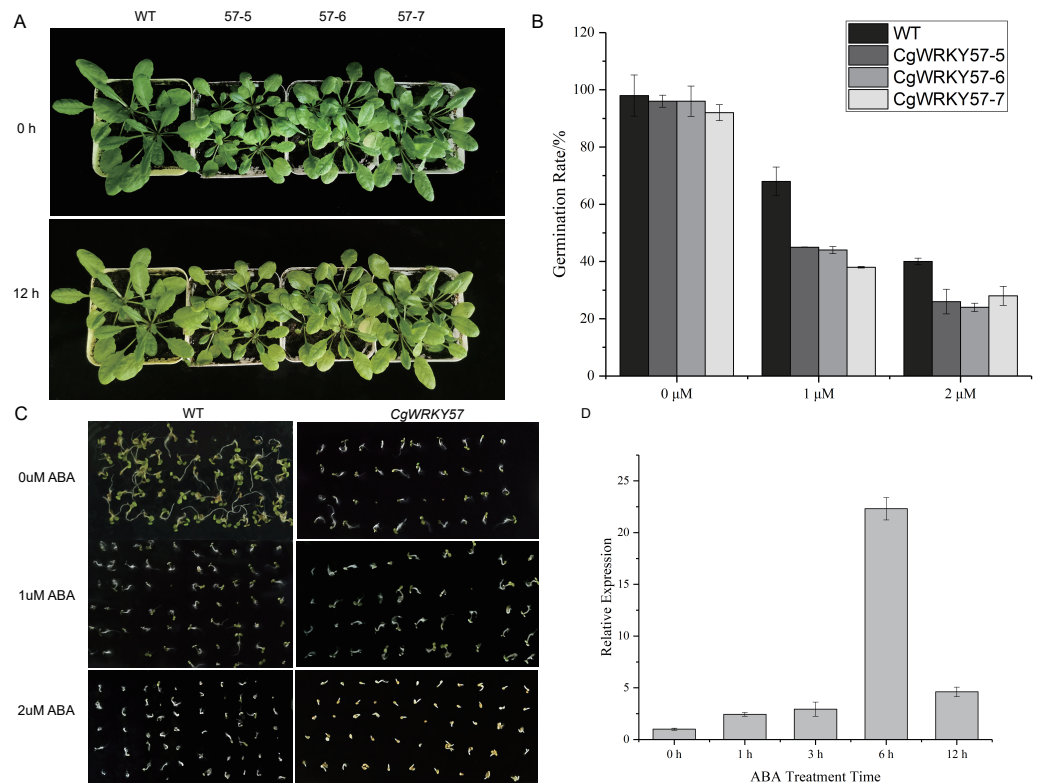 A
WT 57-5 57-6 57-7
0 h
12 h
B
WT
CgWRKY57-5
CgWRKY57-6
CgWRKY57-7
Germination Rate/%
120
100
80
60
40
20
0
0 μM 1 μM 2 μM
C
WT CgWRKY57
0uM ABA
1uM ABA
2uM ABA
D
Relative Expression
25
20
15
10
5
0
0 h 1 h 3 h 6 h 12 h
ABA Treatment Time